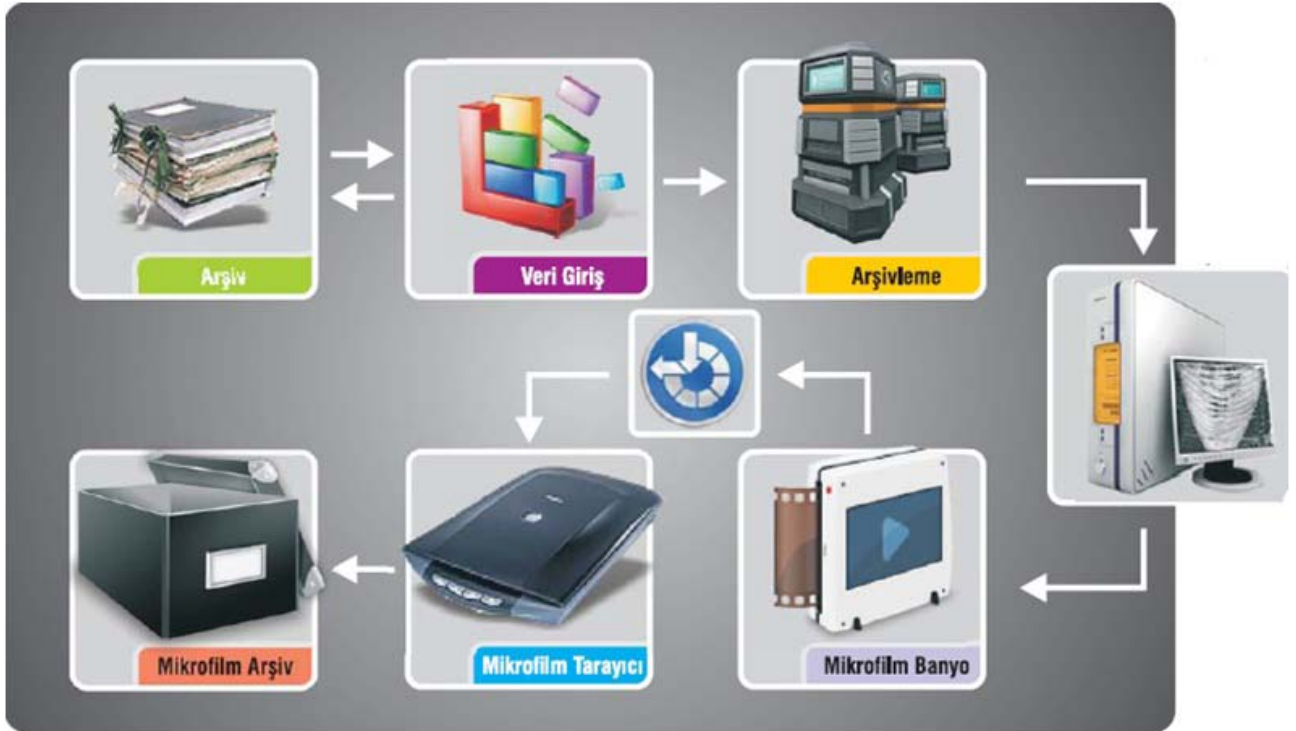 Arşiv
Veri Giriş
Arşivleme
Mikrofilm Arşiv
Mikrofilm Tarayıcı
Mikrofilm Banyo